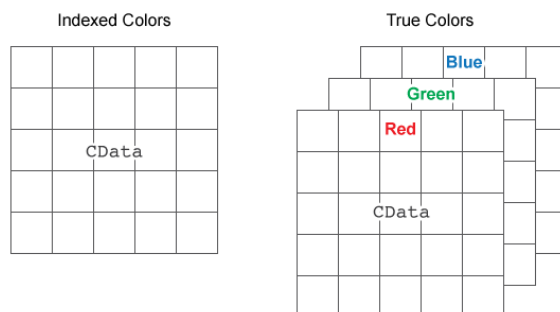 Indexed Colors
True Colors
Blue
Green
Red
CData
CData